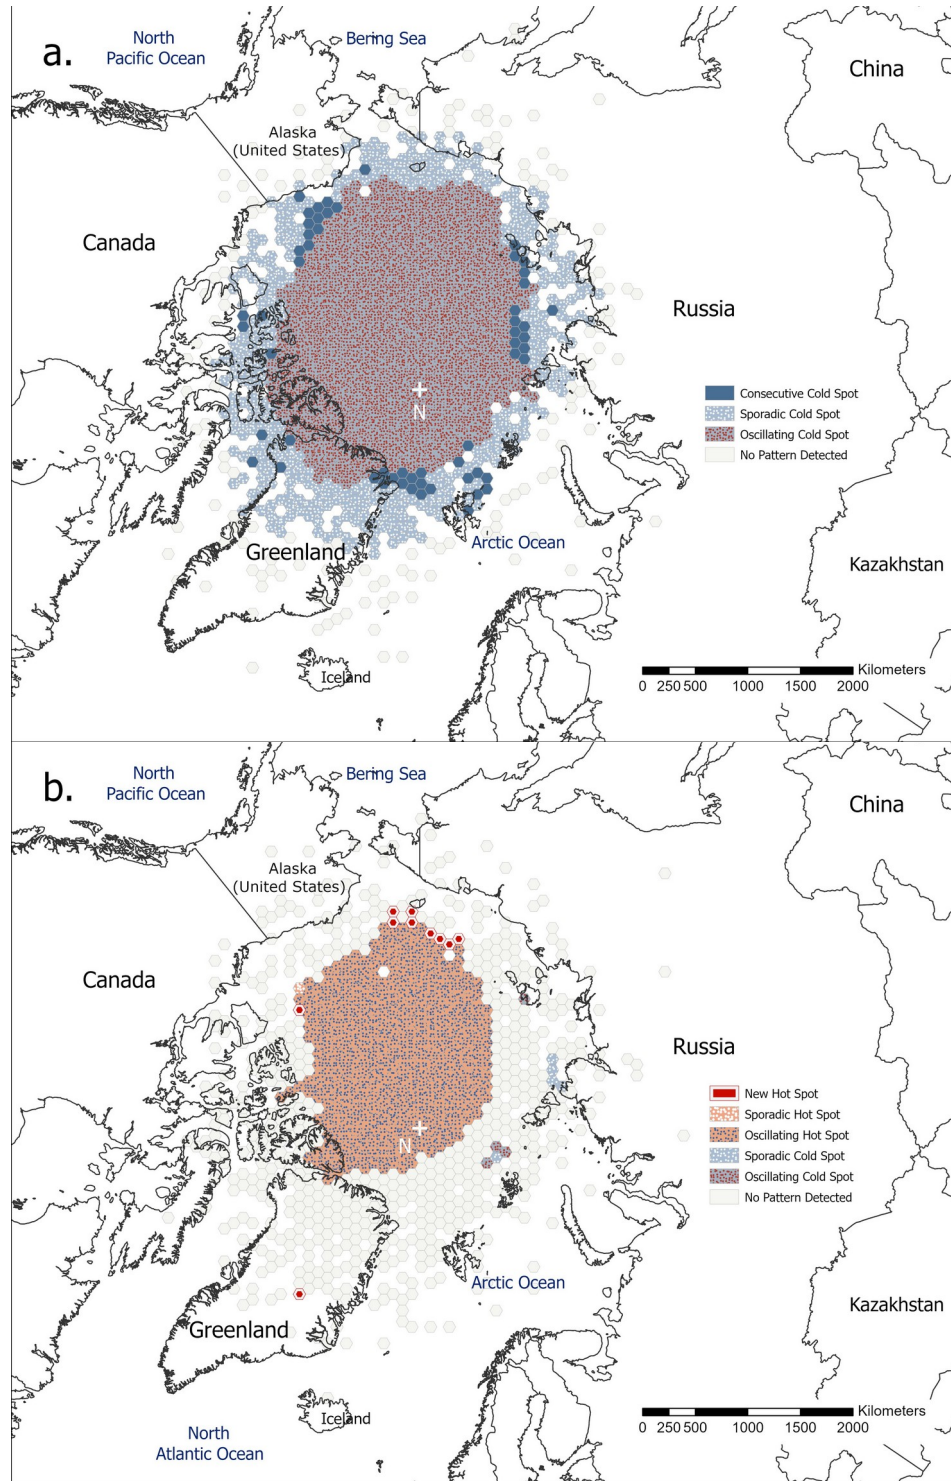 a.
North
Pacific Ocean
Bering Sea
China
Alaska
(United States)
Canada
Russia
Consecutive Cold Spot
Sporadic Cold Spot
Oscillating Cold Spot
No Pattern Detected
N
Greenland
Arctic Ocean
Kazakhstan
Iceland
Kilometers
0 250 500 1000 1500 2000
b.
North
Pacific Ocean
Bering Sea
China
Alaska
(United States)
Canada
Russia
New Hot Spot
Sporadic Hot Spot
Oscillating Hot Spot
Sporadic Cold Spot
Oscillating Cold Spot
No Pattern Detected
N
Arctic Ocean
Greenland
Kazakhstan
Iceland
North
Atlantic Ocean
Kilometers
0 250 500 1000 1500 2000